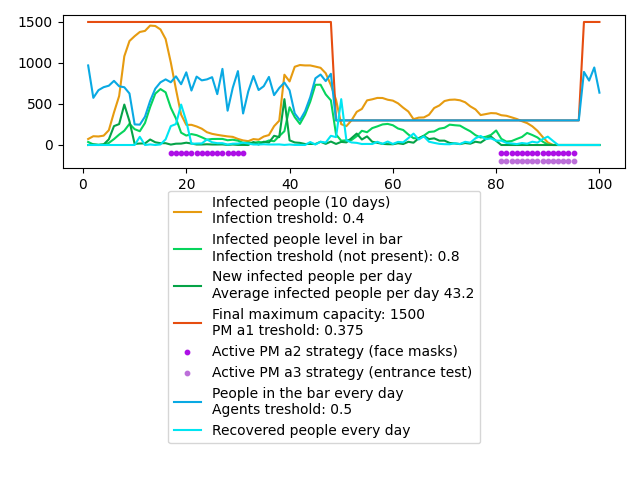 1500
1000
500
0
0
20
40
60
80
100
Infected people (10 days)
Infection treshold: 0.4
Infected people level in bar
Infection treshold (not present): 0.8
New infected people per day
Average infected people per day 43.2
Final maximum capacity: 1500
PM a1 treshold: 0.375
Active PM a2 strategy (face masks)
Active PM a3 strategy (entrance test)
People in the bar every day
Agents treshold: 0.5
Recovered people every day